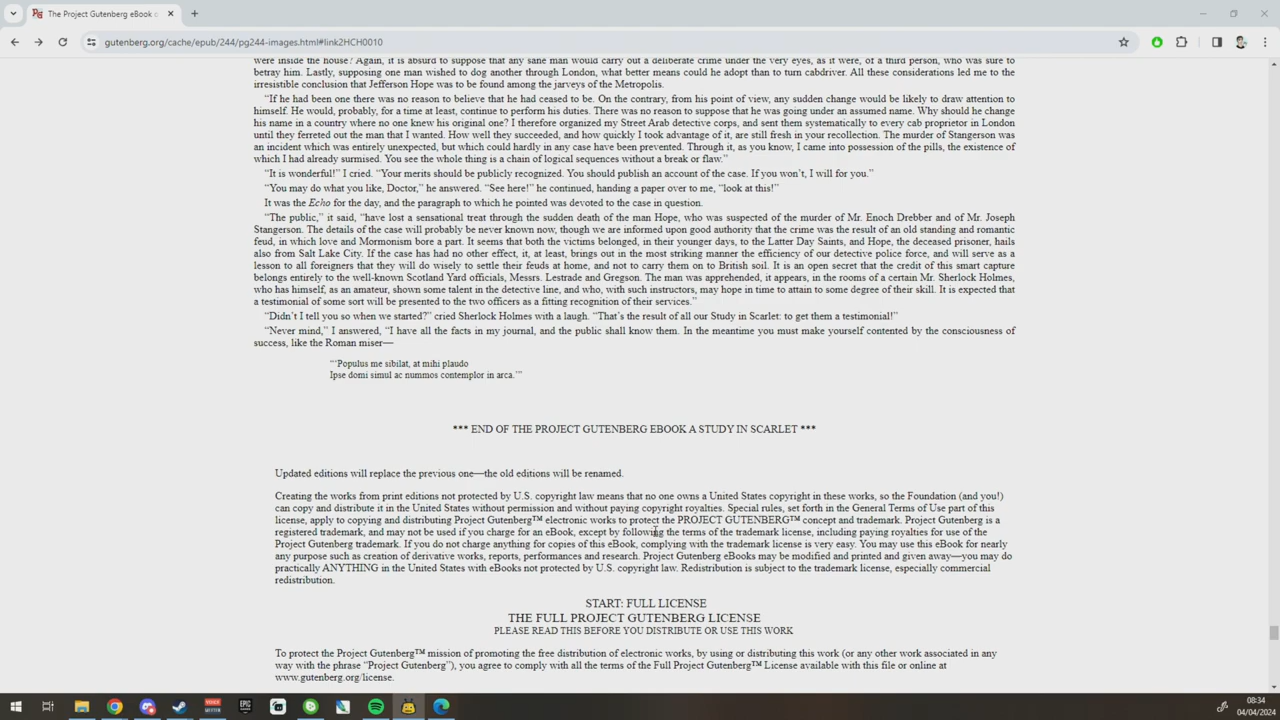 The Project Gutenberg eBook o
gutenberg.org/cache/epub/244/pg244-images.html#link2HCH0010
were inside the house? Again, it is absurd to suppose that any sane man would carry out a deliberate crime under the very eyes, as it were, of a third person, who was sure to
betray him. Lastly, supposing one man wished to dog another through London, what better means could he adopt than to turn cabdriver. All these considerations led me to the
irresistible conclusion that Jefferson Hope was to be found among the jarveys of the Metropolis.
“If he had been one there was no reason to believe that he had ceased to be. On the contrary, from his point of view, any sudden change would be likely to draw attention to
himself. He would, probably, for a time at least, continue to perform his duties. There was no reason to suppose that he was going under an assumed name. Why should he change
his name in a country where no one knew his original one? I therefore organized my Street Arab detective corps, and sent them systematically to every cab proprietor in London
until they ferreted out the man that I wanted. How well they succeeded, and how quickly I took advantage of it, are still fresh in your recollection. The murder of Stangerson was
an incident which was entirely unexpected, but which could hardly in any case have been prevented. Through it, as you know, I came into possession of the pills, the existence of
which I had already surmised. You see the whole thing is a chain of logical sequences without a break or flaw.”
“It is wonderful!” I cried. “Your merits should be publicly recognized. You should publish an account of the case. If you won’t, I will for you.”
“You may do what you like, Doctor,” he answered. “See here!” he continued, handing a paper over to me, “look at this!”
It was the Echo for the day, and the paragraph to which he pointed was devoted to the case in question.
“The public,” it said, “have lost a sensational treat through the sudden death of the man Hope, who was suspected of the murder of Mr. Enoch Drebber and of Mr. Joseph
Stangerson. The details of the case will probably be never known now, though we are informed upon good authority that the crime was the result of an old standing and romantic
feud, in which love and Mormonism bore a part. It seems that both the victims belonged, in their younger days, to the Latter Day Saints, and Hope, the deceased prisoner, hails
also from Salt Lake City. If the case has had no other effect, it, at least, brings out in the most striking manner the efficiency of our detective police force, and will serve as a
lesson to all foreigners that they will do wisely to settle their feuds at home, and not to carry them on to British soil. It is an open secret that the credit of this smart capture
belongs entirely to the well-known Scotland Yard officials, Messrs. Lestrade and Gregson. The man was apprehended, it appears, in the rooms of a certain Mr. Sherlock Holmes,
who has himself, as an amateur, shown some talent in the detective line, and who, with such instructors, may hope in time to attain to some degree of their skill. It is expected that
a testimonial of some sort will be presented to the two officers as a fitting recognition of their services.”
“Didn’t I tell you so when we started?” cried Sherlock Holmes with a laugh. “That’s the result of all our Study in Scarlet: to get them a testimonial!”
“Never mind,” I answered, “I have all the facts in my journal, and the public shall know them. In the meantime you must make yourself contented by the consciousness of
success, like the Roman miser—
“‘Populus me sibilat, at mihi plaudo
Ipse domi simul ac nummos contemplor in arca.’”
*** END OF THE PROJECT GUTENBERG EBOOK A STUDY IN SCARLET ***
Updated editions will replace the previous one—the old editions will be renamed.
Creating the works from print editions not protected by U.S. copyright law means that no one owns a United States copyright in these works, so the Foundation (and you!)
can copy and distribute it in the United States without permission and without paying copyright royalties. Special rules, set forth in the General Terms of Use part of this
license, apply to copying and distributing Project Gutenberg™ electronic works to protect the PROJECT GUTENBERG™ concept and trademark. Project Gutenberg is a
registered trademark, and may not be used if you charge for an eBook, except by following the terms of the trademark license, including paying royalties for use of the
Project Gutenberg trademark. If you do not charge anything for copies of this eBook, complying with the trademark license is very easy. You may use this eBook for nearly
any purpose such as creation of derivative works, reports, performances and research. Project Gutenberg eBooks may be modified and printed and given away—you may do
practically ANYTHING in the United States with eBooks not protected by U.S. copyright law. Redistribution is subject to the trademark license, especially commercial
redistribution.
START: FULL LICENSE
THE FULL PROJECT GUTENBERG LICENSE
PLEASE READ THIS BEFORE YOU DISTRIBUTE OR USE THIS WORK
To protect the Project Gutenberg™ mission of promoting the free distribution of electronic works, by using or distributing this work (or any other work associated in any
way with the phrase “Project Gutenberg”), you agree to comply with all the terms of the Full Project Gutenberg™ License available with this file or online at
www.gutenberg.org/license.
08:34
04/04/2024